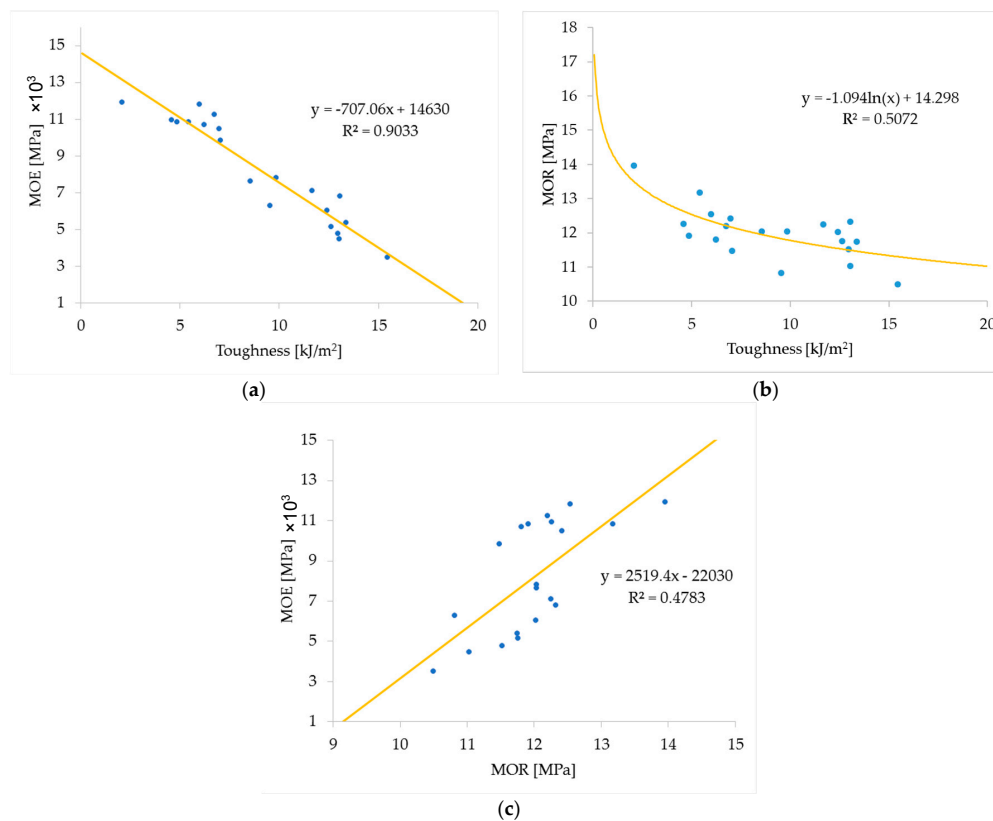 15
13
11
9
7
5
3
1
MOE [MPa] ×10³
y = -707.06x + 14630
R² = 0.9033
0 5 10 15 20
Toughness [kJ/m²]
(a)
18
17
16
15
14
13
12
11
10
MOR [MPa]
y = -1.094ln(x) + 14.298
R² = 0.5072
0 5 10 15 20
Toughness [kJ/m²]
(b)
15
13
11
9
7
5
3
1
MOE [MPa] ×10³
y = 2519.4x - 22030
R² = 0.4783
9 10 11 12 13 14 15
MOR [MPa]
(c)